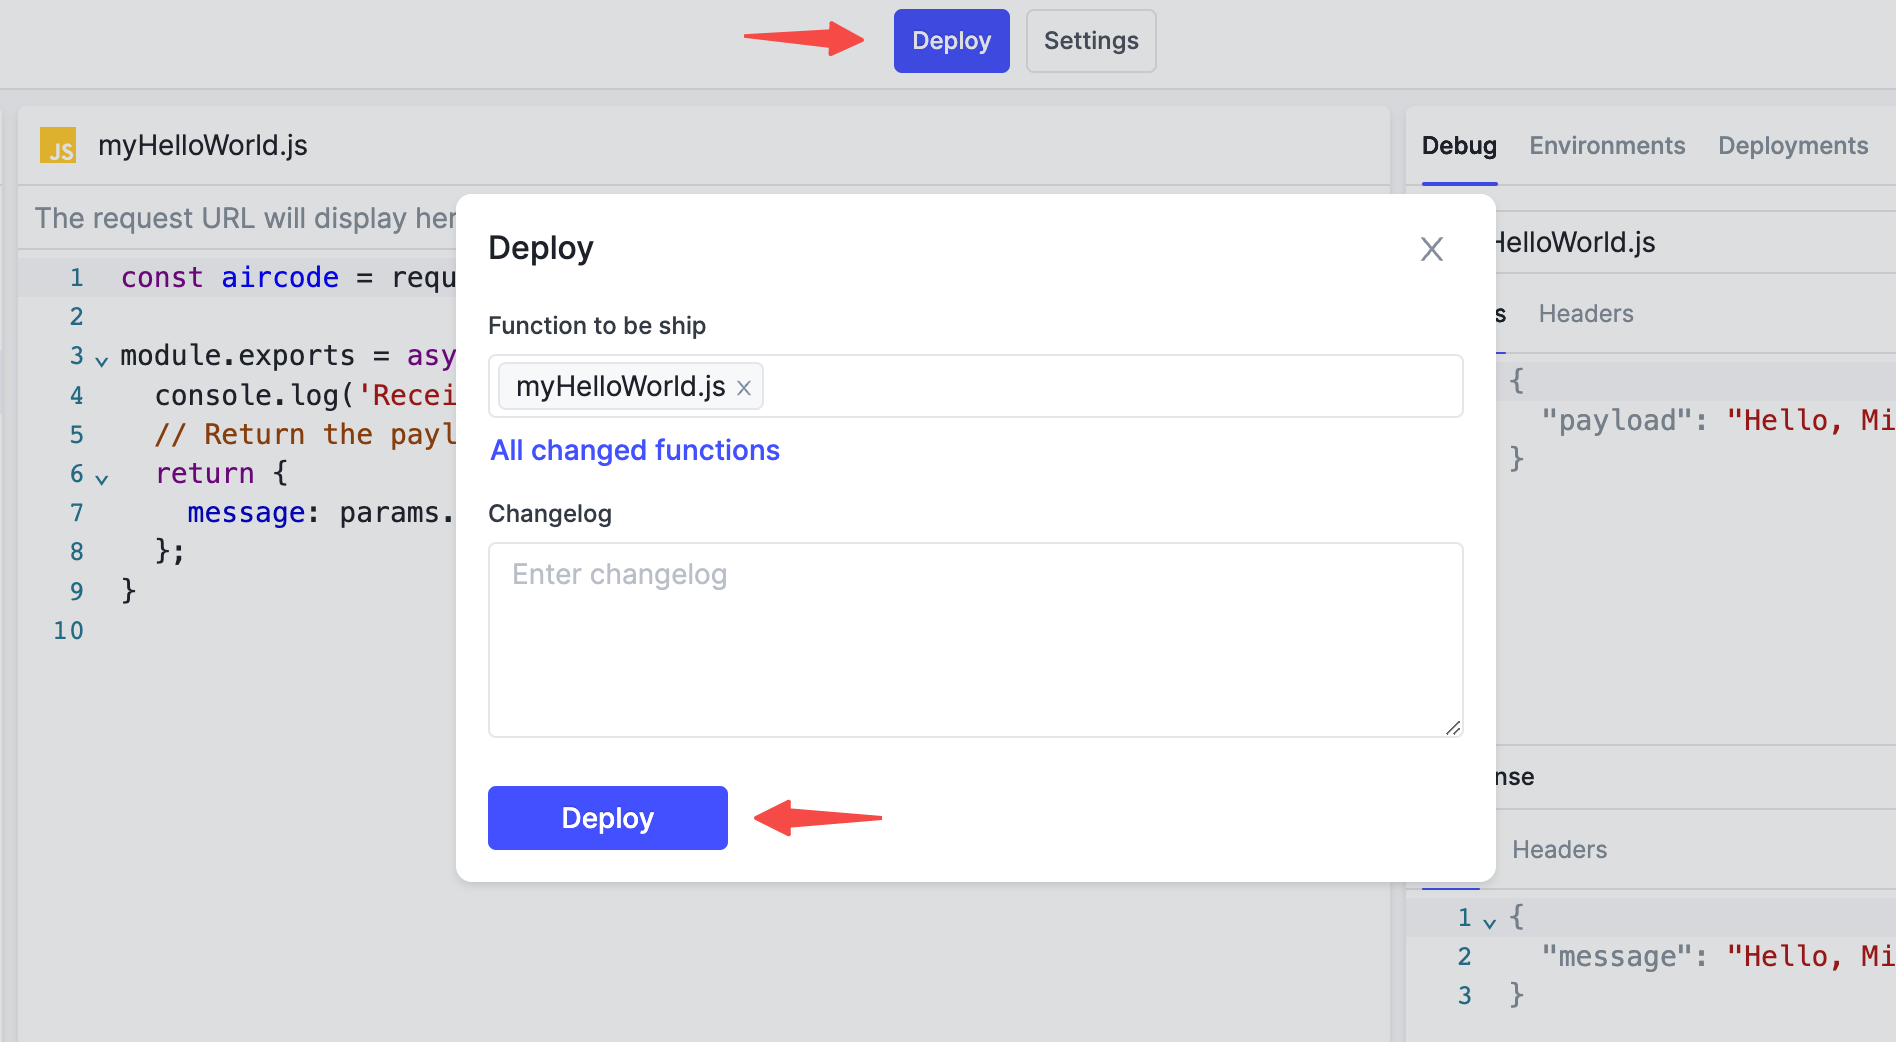 Deploy Settings
JS myHelloWorld.js
Debug Environments Deployments
The request URL will display her
1 const aircode = requ
2
3 module.exports = asy
4 console.log('Recei
5 // Return the payl
6 return {
7 message: params.
8 };
9 }
10
Deploy
Function to be ship
myHelloWorld.js
All changed functions
Changelog
Enter changelog
Deploy
HelloWorld.js
s Headers
{
"payload": "Hello, Mi
}
nse
Headers
1 {
2 "message": "Hello, Mi
3 }